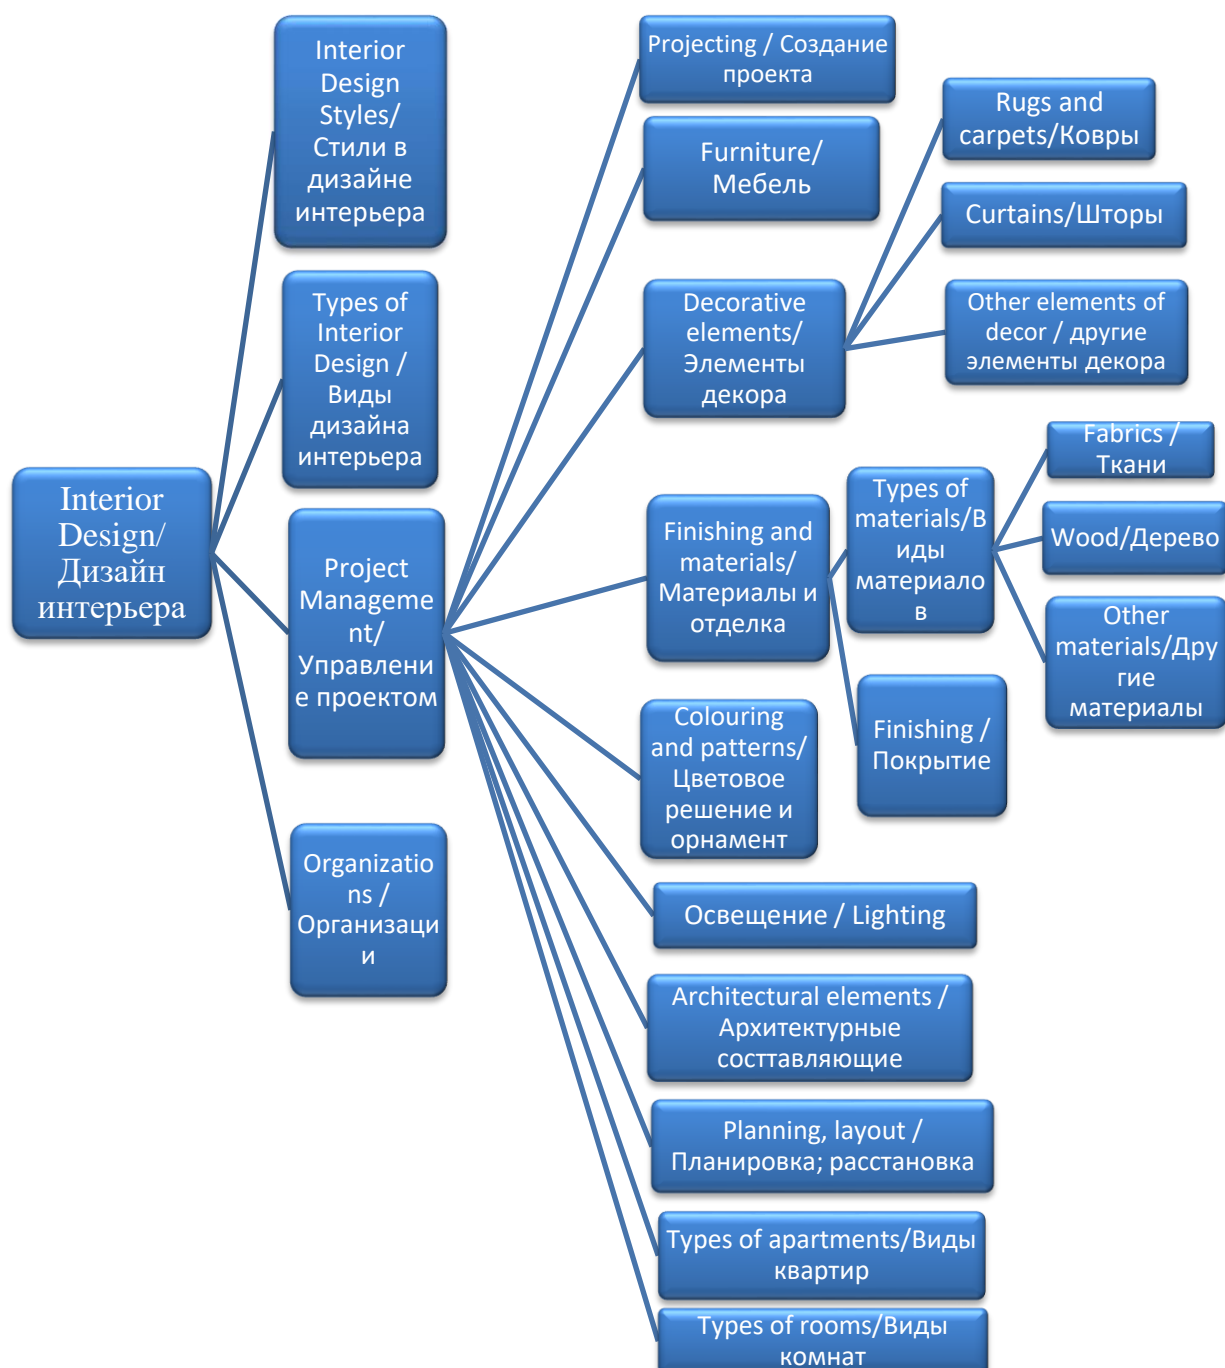 Interior
Design/
Дизайн
интерьера
Interior
Design
Styles/
Стили в
дизайне
интерьера
Types of
Interior
Design /
Виды
дизайна
интерьера
Project
Manageme
nt/
Управлени
е проектом
Organizatio
ns /
Организаци
и
Projecting / Создание
проекта
Furniture/
Мебель
Decorative
elements/
Элементы
декора
Rugs and
carpets/Ковры
Curtains/Шторы
Other elements of
decor / другие
элементы декора
Finishing and
materials/
Материалы и
отделка
Types of
materials/В
иды
материало
в
Fabrics /
Ткани
Wood/Дерево
Other
materials/Дру
гие
материалы
Finishing /
Покрытие
Colouring
and patterns/
Цветовое
решение и
орнамент
Освещение / Lighting
Architectural elements /
Архитектурные
состтавляющие
Planning, layout /
Планировка; расстановка
Types of apartments/Виды
квартир
Types of rooms/Виды
комнат